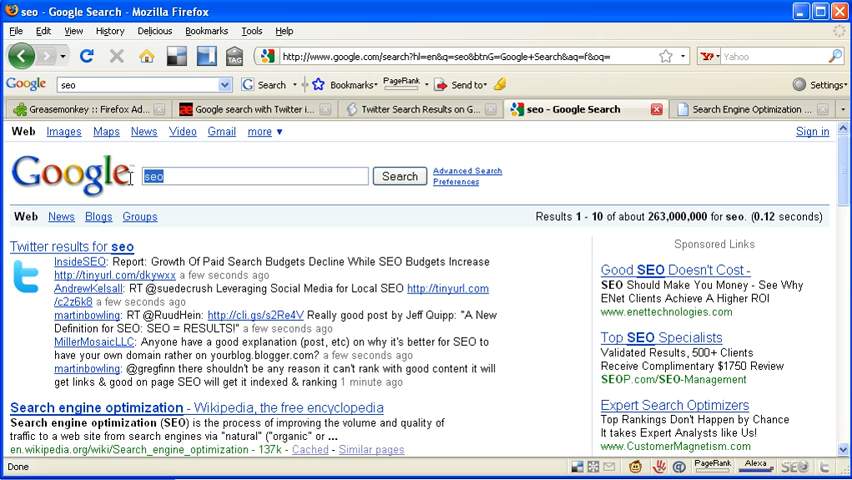 seo - Google Search - Mozilla Firefox
File Edit View History Delicious Bookmarks Tools Help
TAG http://www.google.com/search?hl=en&q=seo&btnG=Google+Search&aq=f&oq= Yahoo
Google seo Search Bookmarks PageRank Send to Settings
Greasemonkey :: Firefox Ad... Google search with Twitter i... Twitter Search Results on G... seo - Google Search Search Engine Optimization ...
Web Images Maps News Video Gmail more ▼ Sign in
Google™ seo Search Advanced Search
Preferences
Web News Blogs Groups Results 1 - 10 of about 263,000,000 for seo. (0.12 seconds)
Twitter results for seo
InsideSEO: Report: Growth Of Paid Search Budgets Decline While SEO Budgets Increase
http://tinyurl.com/dkywxx a few seconds ago
AndrewKelsall: RT @suedecrush Leveraging Social Media for Local SEO http://tinyurl.com
/c2z6k8 a few seconds ago
martinbowling: RT @RuudHein: http://cli.gs/s2Re4V Really good post by Jeff Quipp: "A New
Definition for SEO: SEO = RESULTS!" a few seconds ago
MillerMosaicLLC: Anyone have a good explanation (post, etc) on why it's better for SEO to
have your own domain rather on yourblog.blogger.com? a few seconds ago
martinbowling: @gregfinn there shouldn't be any reason it can't rank with good content it will
get links & good on page SEO will get it indexed & ranking 1 minute ago
Search engine optimization - Wikipedia, the free encyclopedia
Search engine optimization (SEO) is the process of improving the volume and quality of
traffic to a web site from search engines via "natural" ("organic" or ...
en.wikipedia.org/wiki/Search_engine_optimization - 137k - Cached - Similar pages
Sponsored Links
Good SEO Doesn't Cost -
SEO Should Make You Money - See Why
ENet Clients Achieve A Higher ROI
www.enettechnologies.com
Top SEO Specialists
Validated Results, 500+ Clients
Receive Complimentary $1750 Review
SEOP.com/SEO-Management
Expert Search Optimizers
Top Rankings Don't Happen by Chance
It takes Expert Analysts like Us!
www.CustomerMagnetism.com
Done PageRank Alexa SEO